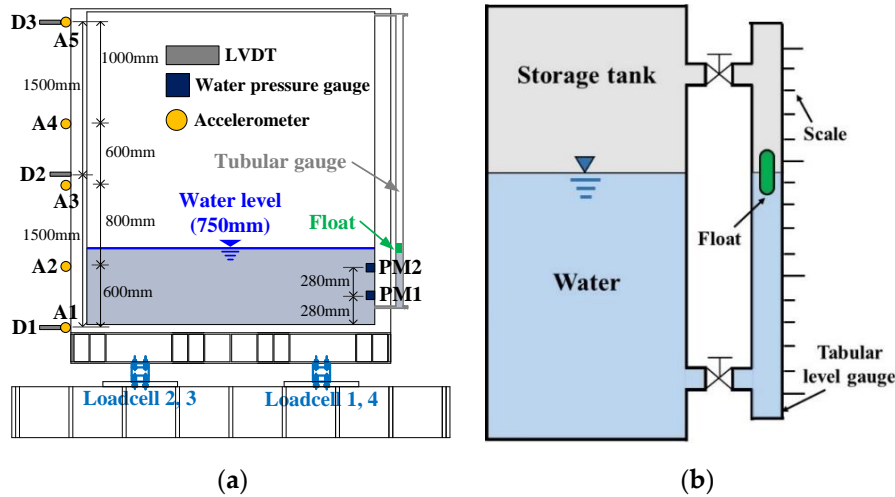 D3
A5
1000mm
1500mm
LVDT
Water pressure gauge
Accelerometer
A4
600mm
Tubular gauge
D2
A3
Water level
(750mm)
800mm
1500mm
Float
A2
PM2
280mm
600mm
PM1
280mm
A1
D1
Loadcell 2, 3
Loadcell 1, 4
(a)
Storage tank
Scale
Float
Water
Tabular
level gauge
(b)